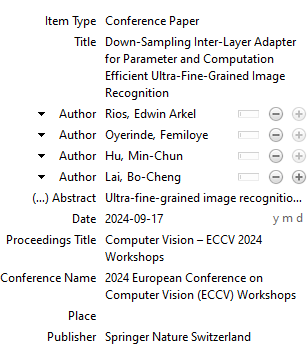 Item Type Conference Paper
Title Down-Sampling Inter-Layer Adapter
for Parameter and Computation
Efficient Ultra-Fine-Grained Image
Recognition
Author Rios, Edwin Arkel
Author Oyerinde, Femiloye
Author Hu, Min-Chun
Author Lai, Bo-Cheng
(...) Abstract Ultra-fine-grained image recognitio...
Date 2024-09-17 y m d
Proceedings Title Computer Vision – ECCV 2024
Workshops
Conference Name 2024 European Conference on
Computer Vision (ECCV) Workshops
Place
Publisher Springer Nature Switzerland